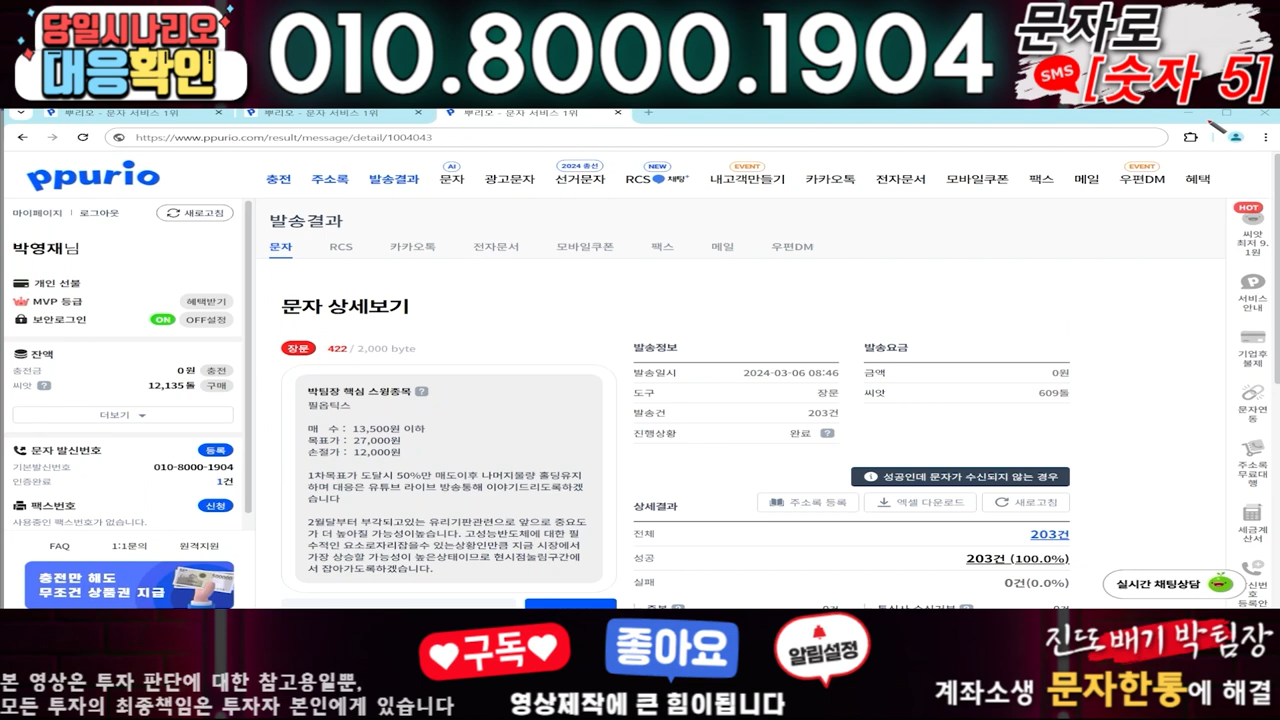 당일시나리오
대응확인
010.8000.1904
문자로
SMS
[숫자 5]
뿌리오 - 문자 서비스 1위
뿌리오 - 문자 서비스 1위
뿌리오 - 문자 서비스 1위
https://www.ppurio.com/result/message/detail/1004043
ppurio
충전
주소록
발송결과
AI
문자
광고문자
2024 총선
선거문자
NEW
RCS 채팅+
EVENT
내고객만들기
카카오톡
전자문서
모바일쿠폰
팩스
메일
EVENT
우편DM
혜택
마이페이지 | 로그아웃
새로고침
박영재님
개인 선불
MVP 등급
혜택받기
보안로그인
ON
OFF설정
잔액
충전금
0원
충전
씨앗 ?
12,135톨
구매
더보기
문자 발신번호
등록
기본발신번호
010-8000-1904
인증완료
1건
팩스번호
신청
사용중인 팩스번호가 없습니다.
FAQ
1:1문의
원격지원
충전만 해도
무조건 상품권 지급
발송결과
문자
RCS
카카오톡
전자문서
모바일쿠폰
팩스
메일
우편DM
문자 상세보기
장문
422 / 2,000 byte
박팀장 핵심 스윙종목 ?
필옵틱스
매 수 : 13,500원 이하
목표가 : 27,000원
손절가 : 12,000원
1차목표가 도달시 50%만 매도이후 나머지물량 홀딩유지
하며 대응은 유튜브 라이브 방송통해 이야기드리도록하겠
습니다
2월달부터 부각되고있는 유리기판관련으로 앞으로 중요도
가 더 높아질 가능성이높습니다. 고성능반도체에 대한 필
수적인 요소로자리잡을수 있는상황인만큼 지금 시장에서
가장 상승할 가능성이 높은상태이므로 현시점눌림구간에
서 잡아가도록하겠습니다.
발송정보
발송일시
2024-03-06 08:46
도구
장문
발송건
203건
진행상황
완료 ?
발송요금
금액
0원
씨앗
609톨
성공인데 문자가 수신되지 않는 경우
상세결과
주소록 등록
엑셀 다운로드
새로고침
전체
203건
성공
203건 (100.0%)
실패
0건(0.0%)
HOT
씨앗
최저 9.
1원
서비스
안내
기업후
불제
문자연
동
주소록
무료대
행
세금계
산서
실시간 채팅상담
등록안
본 영상은 투자 판단에 대한 참고용일뿐,
모든 투자의 최종책임은 투자자 본인에게 있습니다
구독
좋아요
알림설정
영상제작에 큰 힘이됩니다
진또배기 박팀장
계좌소생 문자한통에 해결